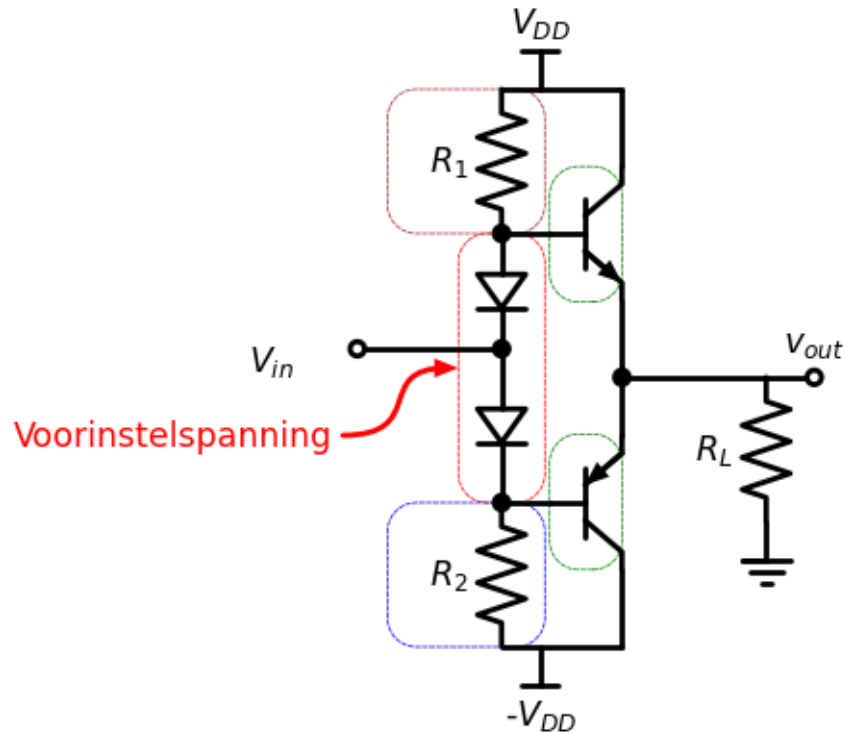 V_DD
R_1
V_in
v_out
Voorinstelspanning
R_L
R_2
-V_DD